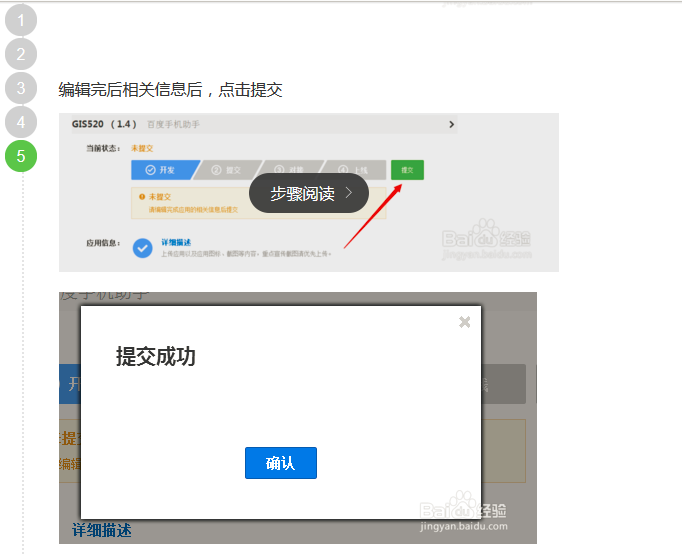 1
2
3
编辑完后相关信息后，点击提交
4
5
GIS520 （1.4） 百度手机助手
当前状态： 未提交
开发 ② 提交 ③ ④ 上线 提交
未提交
请编辑完成应用的相关信息后提交
步骤阅读
应用信息： 详细描述
上传应用以及应用图标、截图等内容，重点宣传截图请优先上传。
Baidu经验
jingyan.baidu.com
度手机助手
提交成功
开
提
编辑
确认
详细描述
Baidu经验
jingyan.baidu.com